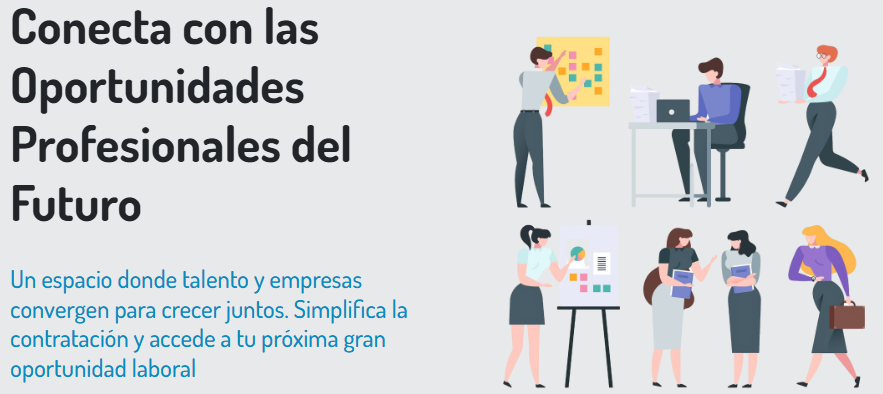 Conecta con las
Oportunidades
Profesionales del
Futuro
Un espacio donde talento y empresas
convergen para crecer juntos. Simplifica la
contratación y accede a tu próxima gran
oportunidad laboral